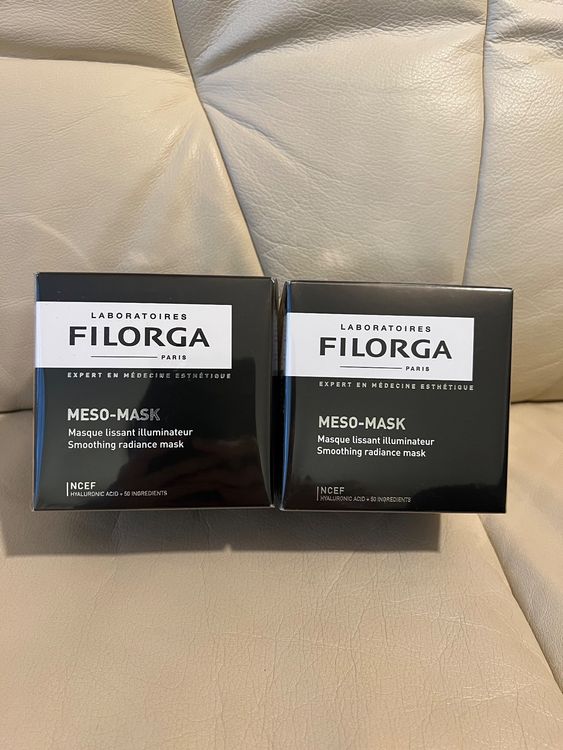 LABORATOIRES
FILORGA
PARIS
EXPERT EN MÉDECINE ESTHÉTIQUE
MESO-MASK
Masque lissant illuminateur
Smoothing radiance mask
NCEF
HYALURONIC ACID + 50 INGREDIENTS
LABORATOIRES
FILORGA
PARIS
EXPERT EN MÉDECINE ESTHÉTIQUE
MESO-MASK
Masque lissant illuminateur
Smoothing radiance mask
NCEF
HYALURONIC ACID + 50 INGREDIENTS